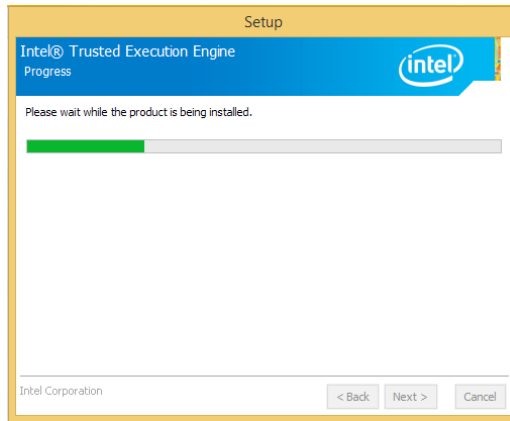 Setup
Intel® Trusted Execution Engine
Progress
intel
Please wait while the product is being installed.
Intel Corporation
< Back Next > Cancel